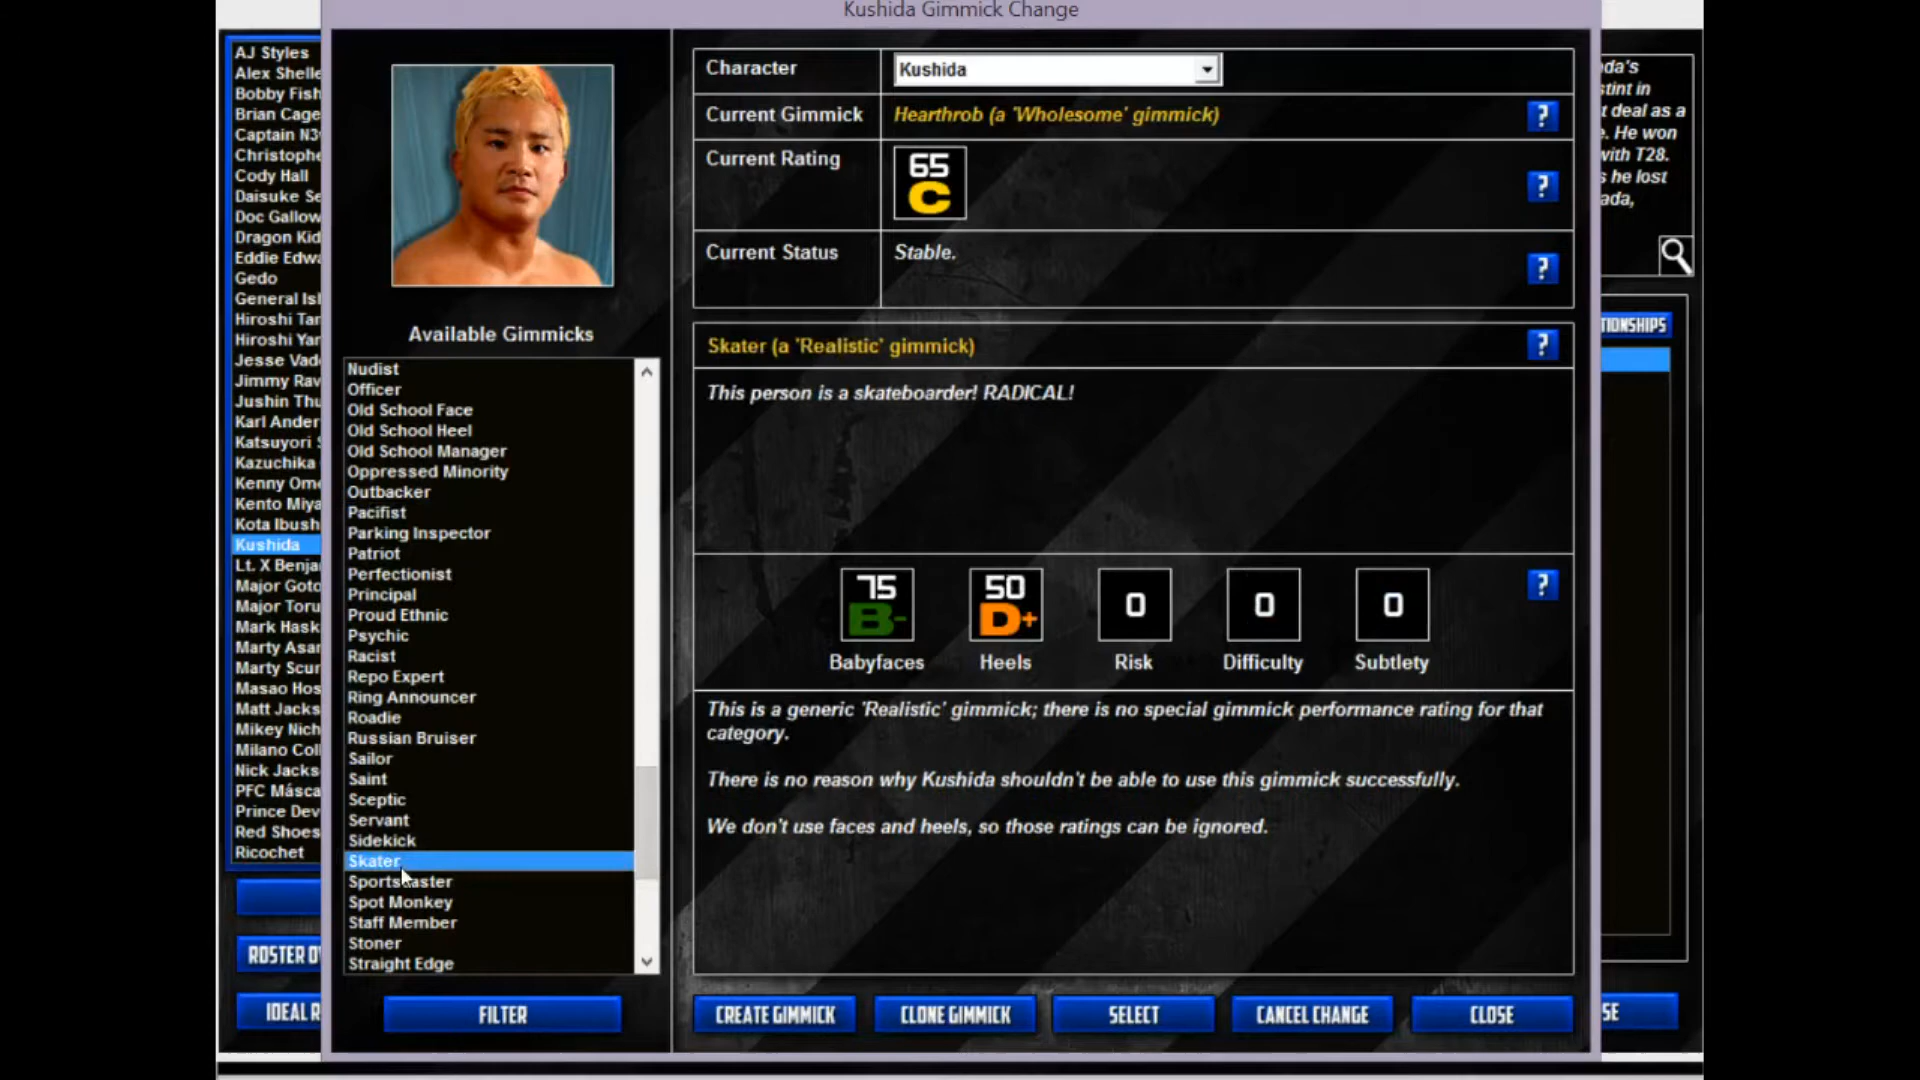 Kushida Gimmick Change
AJ Styles
Alex Shelle
Bobby Fish
Brian Cage
Captain N3
Christophe
Cody Hall
Daisuke Se
Doc Gallow
Dragon Kid
Eddie Edwa
Gedo
General Isl
Hiroshi Tan
Hiroshi Yar
Jesse Vade
Jimmy Rav
Jushin Thu
Karl Ander
Katsuyori S
Kazuchika
Kenny Ome
Kento Miya
Kota Ibush
Kushida
Lt. X Benja
Major Goto
Major Toru
Mark Hask
Marty Asar
Marty Scur
Masao Hos
Matt Jacks
Mikey Nich
Milano Coll
Nick Jacks
PFC Másca
Prince Dev
Red Shoes
Ricochet
ROSTER O
IDEAL R
Available Gimmicks
Nudist
Officer
Old School Face
Old School Heel
Old School Manager
Oppressed Minority
Outbacker
Pacifist
Parking Inspector
Patriot
Perfectionist
Principal
Proud Ethnic
Psychic
Racist
Repo Expert
Ring Announcer
Roadie
Russian Bruiser
Sailor
Saint
Sceptic
Servant
Sidekick
Skater
Sportscaster
Spot Monkey
Staff Member
Stoner
Straight Edge
FILTER
Character
Kushida
Current Gimmick
Hearthrob (a 'Wholesome' gimmick)
?
Current Rating
65
C
?
Current Status
Stable.
?
Skater (a 'Realistic' gimmick)
?
This person is a skateboarder! RADICAL!
75
B-
50
D+
0
0
0
?
Babyfaces
Heels
Risk
Difficulty
Subtlety
This is a generic 'Realistic' gimmick; there is no special gimmick performance rating for that
category.
There is no reason why Kushida shouldn't be able to use this gimmick successfully.
We don't use faces and heels, so those ratings can be ignored.
CREATE GIMMICK
CLONE GIMMICK
SELECT
CANCEL CHANGE
CLOSE
da's
stint in
t deal as a
e. He won
with T28.
s he lost
ada,
TIONSHIPS
SE